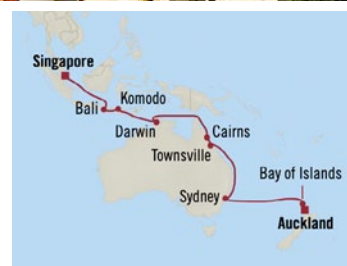 Singapore
Komodo
Bali
Darwin
Cairns
Townsville
Bay of Islands
Sydney
Auckland